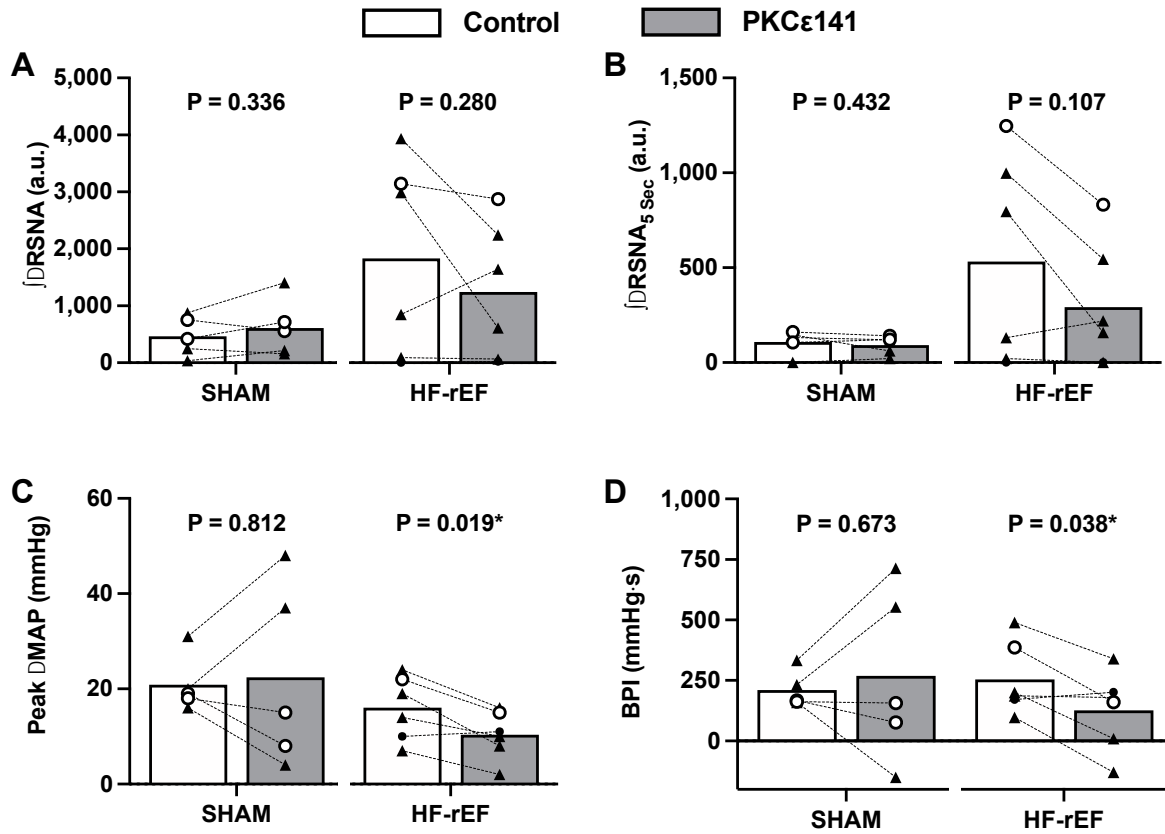 Control PKCε141
A
5,000
4,000
3,000
2,000
1,000
0
∫DRSNA (a.u.)
P = 0.336 P = 0.280
SHAM HF-rEF
B
1,500
1,000
500
0
∫DRSNA5 Sec (a.u.)
P = 0.432 P = 0.107
SHAM HF-rEF
C
60
40
20
0
Peak DMAP (mmHg)
P = 0.812 P = 0.019*
SHAM HF-rEF
D
1,000
750
500
250
0
BPI (mmHg·s)
P = 0.673 P = 0.038*
SHAM HF-rEF